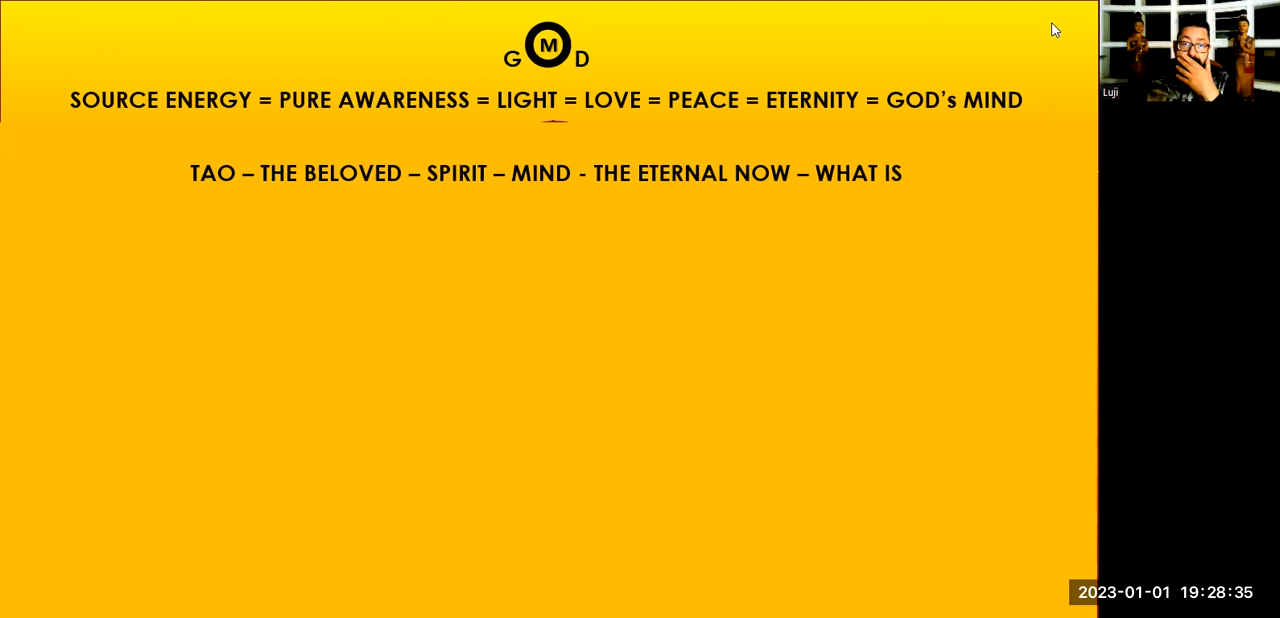 G M D
SOURCE ENERGY = PURE AWARENESS = LIGHT = LOVE = PEACE = ETERNITY = GOD’s MIND
TAO – THE BELOVED – SPIRIT – MIND - THE ETERNAL NOW – WHAT IS
Luji
2023-01-01 19:28:35